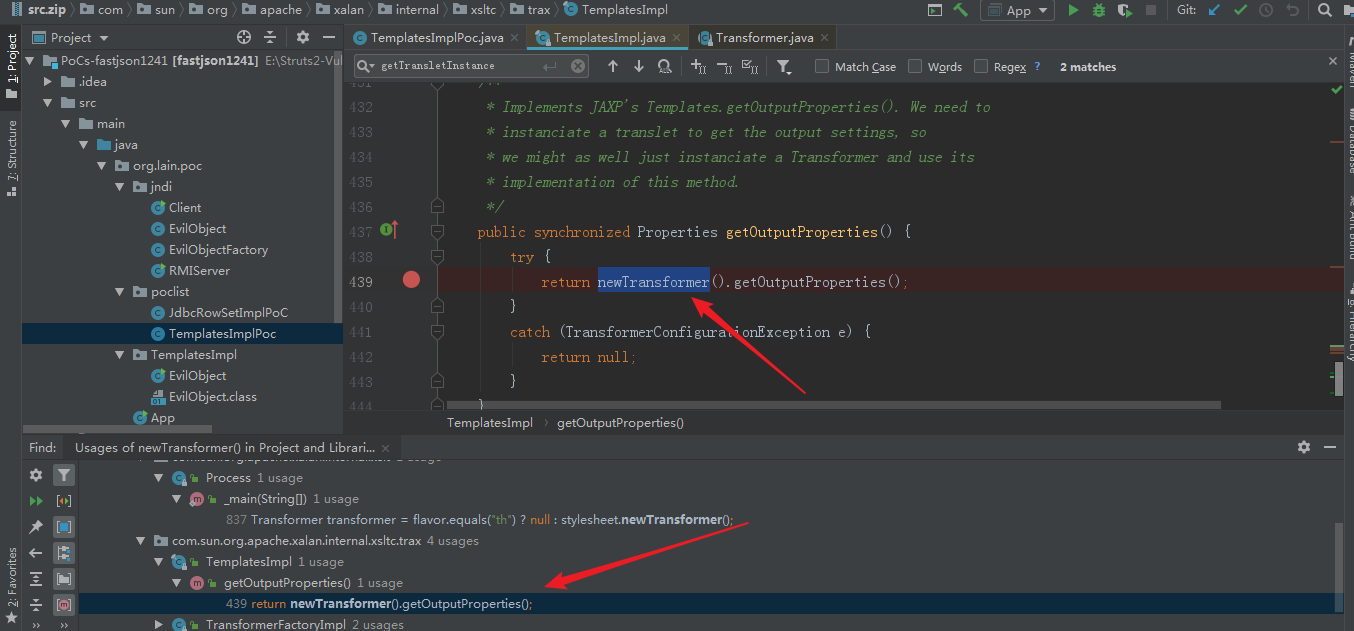 src.zip com sun org apache xalan internal xsltc trax TemplatesImpl App Git:
1: Project
7: Structure
2: Favorites
Project
PoCs-fastjson1241 [fastjson1241] E:\Struts2-Vul
.idea
src
main
java
org.lain.poc
jndi
Client
EvilObject
EvilObjectFactory
RMIServer
poclist
JdbcRowSetImplPoC
TemplatesImplPoc
TemplatesImpl
EvilObject
EvilObject.class
App
TemplatesImplPoc.java TemplatesImpl.java Transformer.java
getTransletInstance Match Case Words Regex ? 2 matches
431 /**
432 * Implements JAXP's Templates.getOutputProperties(). We need to
433 * instanciate a translet to get the output settings, so
434 * we might as well just instanciate a Transformer and use its
435 * implementation of this method.
436 */
437 public synchronized Properties getOutputProperties() {
438 try {
439 return newTransformer().getOutputProperties();
440 }
441 catch (TransformerConfigurationException e) {
442 return null;
443 }
444 }
TemplatesImpl › getOutputProperties()
Find: Usages of newTransformer() in Project and Librari...
Process 1 usage
_main(String[]) 1 usage
837 Transformer transformer = flavor.equals("th") ? null : stylesheet.newTransformer();
com.sun.org.apache.xalan.internal.xsltc.trax 4 usages
TemplatesImpl 1 usage
getOutputProperties() 1 usage
439 return newTransformer().getOutputProperties();
TransformerFactoryImpl 2 usages